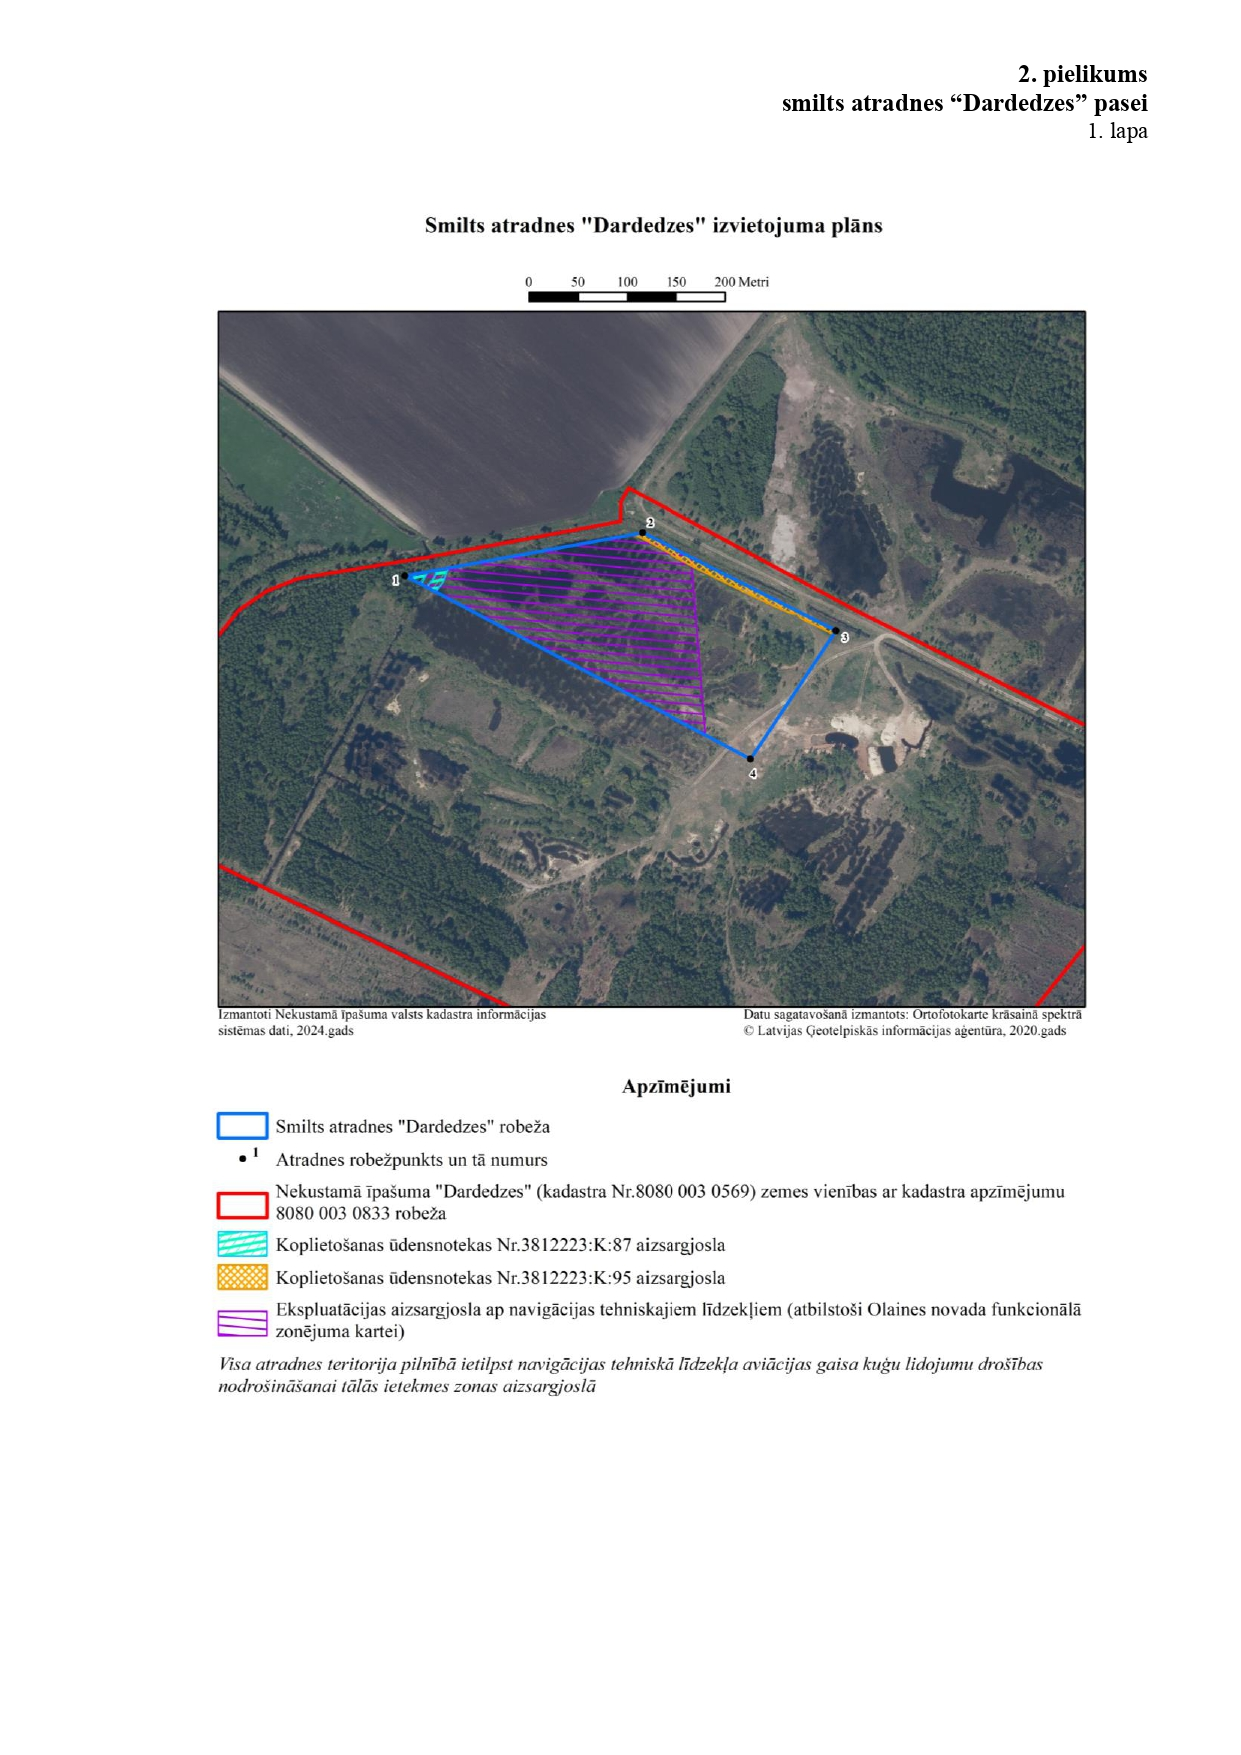 2. pielikums
smilts atradnes “Dardedzes” pasei
1. lapa
Smilts atradnes "Dardedzes" izvietojuma plāns
0 50 100 150 200 Metri
2
1
3
4
Izmantoti Nekustamā īpašuma valsts kadastra informācijas
sistēmas dati, 2024.gads
Datu sagatavošanā izmantots: Ortofotokarte krāsainā spektrā
© Latvijas Ģeotelpiskās informācijas aģentūra, 2020.gads
Apzīmējumi
Smilts atradnes "Dardedzes" robeža
1 Atradnes robežpunkts un tā numurs
Nekustamā īpašuma "Dardedzes" (kadastra Nr.8080 003 0569) zemes vienības ar kadastra apzīmējumu
8080 003 0833 robeža
Koplietošanas ūdensnotekas Nr.3812223:K:87 aizsargjosla
Koplietošanas ūdensnotekas Nr.3812223:K:95 aizsargjosla
Ekspluatācijas aizsargjosla ap navigācijas tehniskajiem līdzekļiem (atbilstoši Olaines novada funkcionālā
zonējuma kartei)
Visa atradnes teritorija pilnībā ietilpst navigācijas tehniskā līdzekļa aviācijas gaisa kuģu lidojumu drošības
nodrošināšanai tālās ietekmes zonas aizsargjoslā